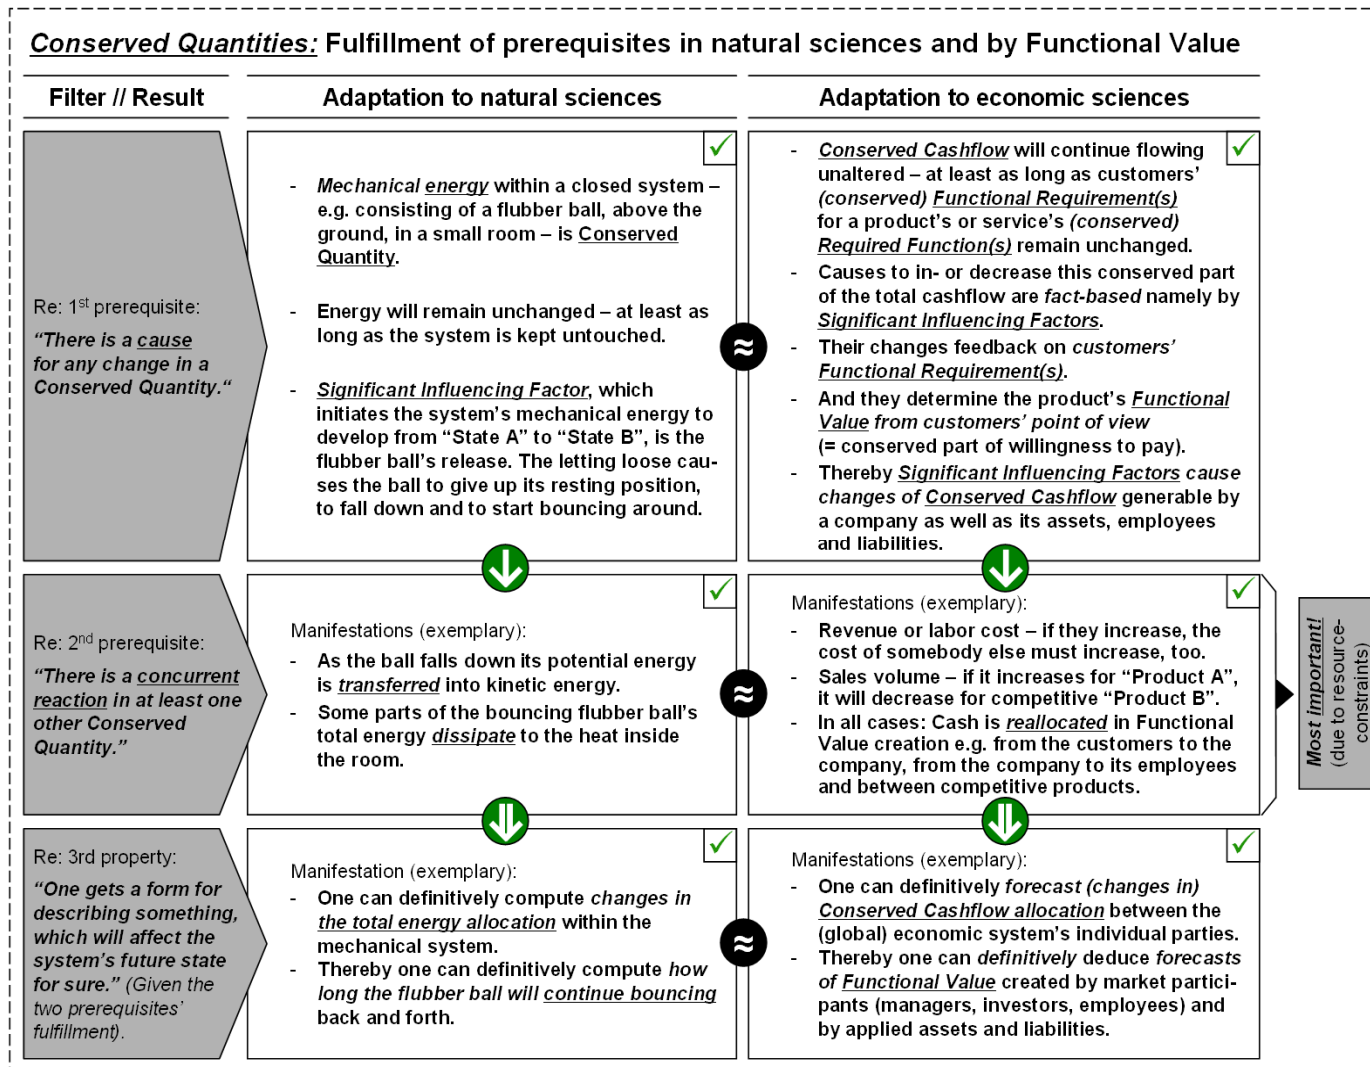 Conserved Quantities: Fulfillment of prerequisites in natural sciences and by Functional Value
Filter // Result
Adaptation to natural sciences
Adaptation to economic sciences
Re: 1st prerequisite:
“There is a cause
for any change in a
Conserved Quantity.“
- Mechanical energy within a closed system –
e.g. consisting of a flubber ball, above the
ground, in a small room – is Conserved
Quantity.
- Energy will remain unchanged – at least as
long as the system is kept untouched.
- Significant Influencing Factor, which
initiates the system’s mechanical energy to
develop from “State A” to “State B”, is the
flubber ball’s release. The letting loose cau-
ses the ball to give up its resting position,
to fall down and to start bouncing around.
≈
- Conserved Cashflow will continue flowing
unaltered – at least as long as customers’
(conserved) Functional Requirement(s)
for a product’s or service’s (conserved)
Required Function(s) remain unchanged.
- Causes to in- or decrease this conserved part
of the total cashflow are fact-based namely by
Significant Influencing Factors.
- Their changes feedback on customers’
Functional Requirement(s).
- And they determine the product’s Functional
Value from customers’ point of view
(= conserved part of willingness to pay).
- Thereby Significant Influencing Factors cause
changes of Conserved Cashflow generable by
a company as well as its assets, employees
and liabilities.
Re: 2nd prerequisite:
“There is a concurrent
reaction in at least one
other Conserved
Quantity.”
Manifestations (exemplary):
- As the ball falls down its potential energy
is transferred into kinetic energy.
- Some parts of the bouncing flubber ball’s
total energy dissipate to the heat inside
the room.
≈
Manifestations (exemplary):
- Revenue or labor cost – if they increase, the
cost of somebody else must increase, too.
- Sales volume – if it increases for “Product A”,
it will decrease for competitive “Product B”.
- In all cases: Cash is reallocated in Functional
Value creation e.g. from the customers to the
company, from the company to its employees
and between competitive products.
Most important!
(due to resource-
constraints)
Re: 3rd property:
“One gets a form for
describing something,
which will affect the
system’s future state
for sure.” (Given the
two prerequisites’
fulfillment).
Manifestation (exemplary):
- One can definitively compute changes in
the total energy allocation within the
mechanical system.
- Thereby one can definitively compute how
long the flubber ball will continue bouncing
back and forth.
≈
Manifestations (exemplary):
- One can definitively forecast (changes in)
Conserved Cashflow allocation between the
(global) economic system’s individual parties.
- Thereby one can definitively deduce forecasts
of Functional Value created by market partici-
pants (managers, investors, employees) and
by applied assets and liabilities.